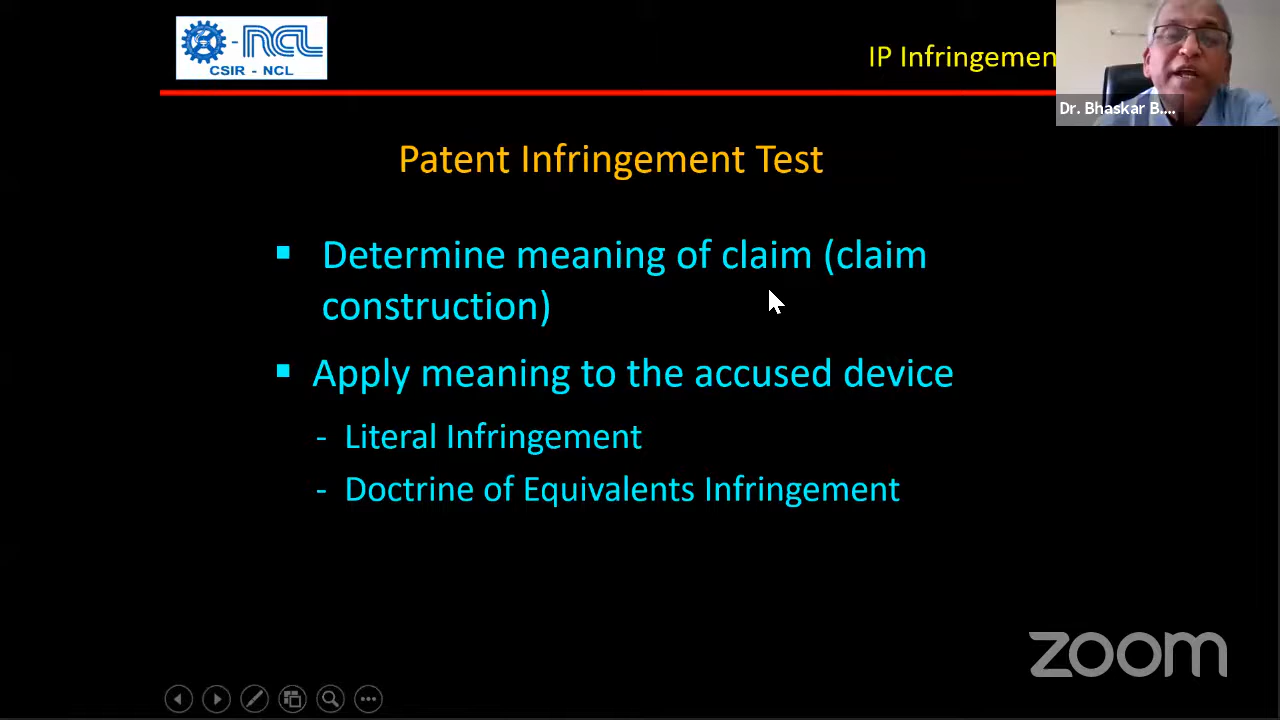 NCL
CSIR - NCL
IP Infringemen
Dr. Bhaskar B....
Patent Infringement Test
▪ Determine meaning of claim (claim
construction)
▪ Apply meaning to the accused device
- Literal Infringement
- Doctrine of Equivalents Infringement
zoom